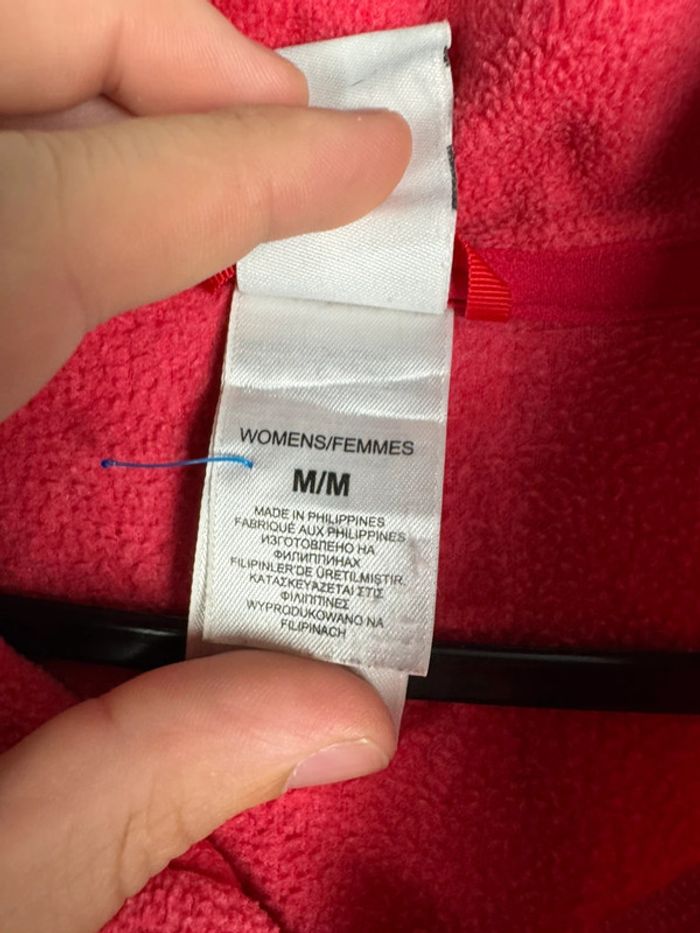 WOMENS/FEMMES
M/M
MADE IN PHILIPPINES
FABRIQUÉ AUX PHILIPPINES
ИЗГОТОВЛЕНО НА
ФИЛИППИНАХ
FILIPINLER'DE ÜRETILMISTIR.
ΚΑΤΑΣΚΕΥΑΖΕΤΑΙ ΣΤΙΣ
ΦΙΛΙΠΠΙΝΕΣ
WYPRODUKOWANO NA
FILIPINACH